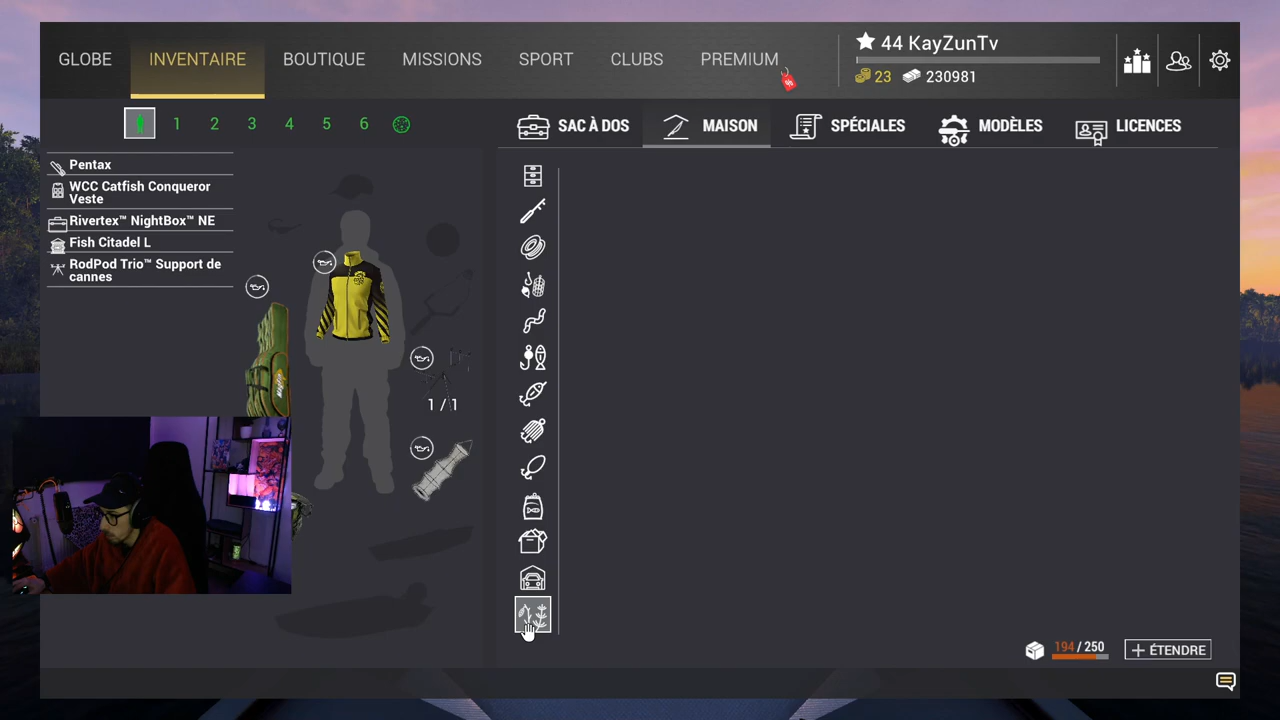 GLOBE
INVENTAIRE
BOUTIQUE
MISSIONS
SPORT
CLUBS
PREMIUM
44 KayZunTv
23
230981
1
2
3
4
5
6
SAC À DOS
MAISON
SPÉCIALES
MODÈLES
LICENCES
Pentax
WCC Catfish Conqueror
Veste
Rivertex™ NightBox™ NE
Fish Citadel L
RodPod Trio™ Support de
cannes
1 / 1
194 / 250
+ ÉTENDRE